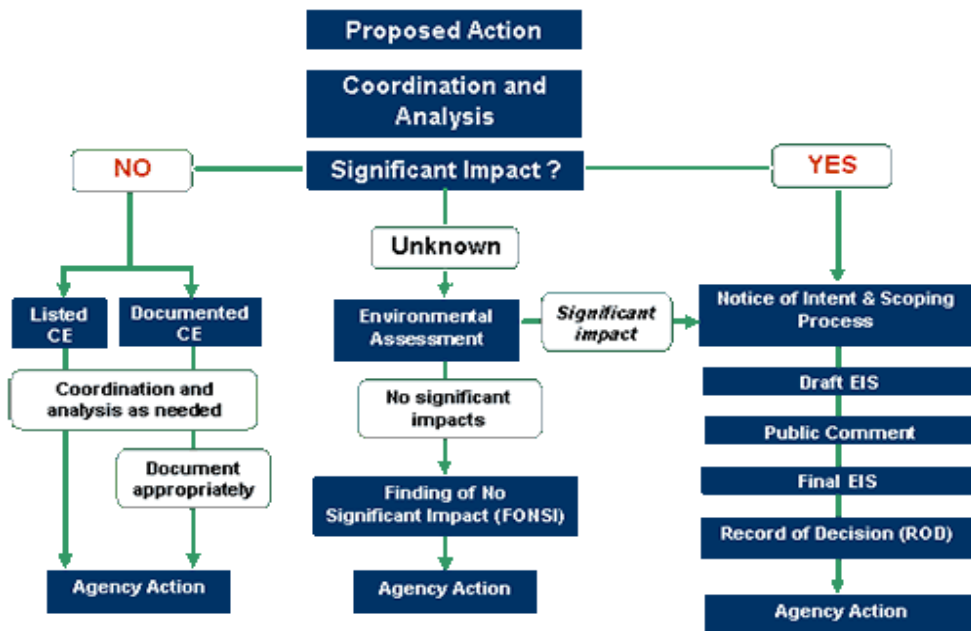 Proposed Action
Coordination and
Analysis
NO
Significant Impact ?
YES
Unknown
Listed
CE
Documented
CE
Environmental
Assessment
Significant
impact
Notice of Intent & Scoping
Process
Coordination and
analysis as needed
No significant
impacts
Draft EIS
Public Comment
Document
appropriately
Finding of No
Significant Impact (FONSI)
Final EIS
Record of Decision (ROD)
Agency Action
Agency Action
Agency Action